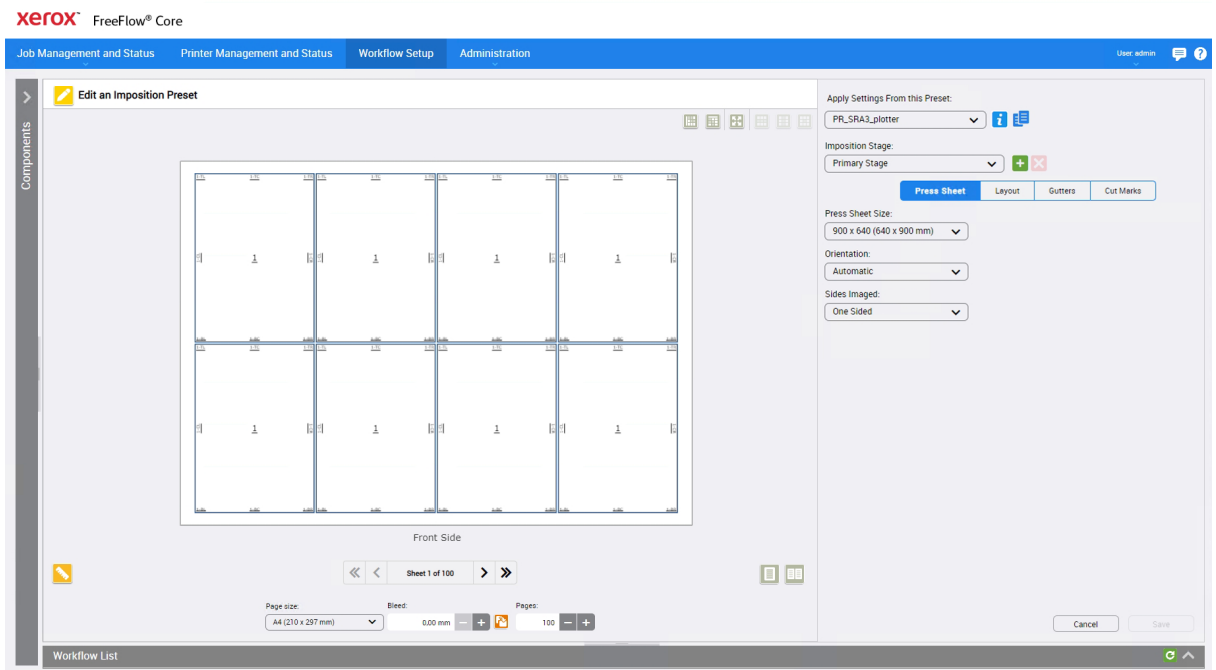 xerox™ FreeFlow® Core
Job Management and Status Printer Management and Status Workflow Setup Administration User: admin
Components
Edit an Imposition Preset
1 1 1 1
1 1 1 1
Front Side
Sheet 1 of 100
Page size: Bleed: Pages:
A4 (210 x 297 mm) 0,00 mm 100
Apply Settings From this Preset:
PR_SRA3_plotter
Imposition Stage:
Primary Stage
Press Sheet Layout Gutters Cut Marks
Press Sheet Size:
900 x 640 (640 x 900 mm)
Orientation:
Automatic
Sides Imaged:
One Sided
Cancel Save
Workflow List